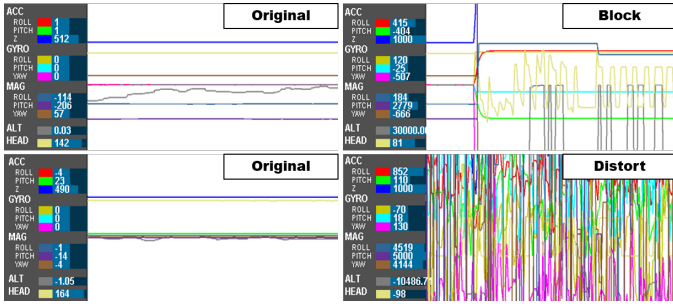 ACC
ROLL 1
PITCH 1
Z 512
GYRO
ROLL 0
PITCH 0
YAW 0
MAG
ROLL -114
PITCH -206
YAW 57
ALT 0.03
HEAD 142
Original
ACC
ROLL 415
PITCH -404
Z 1000
GYRO
ROLL 129
PITCH -25
YAW -507
MAG
ROLL 184
PITCH 2779
YAW -666
ALT 30000.0
HEAD 81
Block
ACC
ROLL -4
PITCH 23
Z 490
GYRO
ROLL 0
PITCH 0
YAW 0
MAG
ROLL -1
PITCH -14
YAW -4
ALT -1.05
HEAD 164
Original
ACC
ROLL 852
PITCH 110
Z 1000
GYRO
ROLL -70
PITCH 18
YAW 130
MAG
ROLL 4519
PITCH 5000
YAW 4144
ALT -10486.7
HEAD -98
Distort